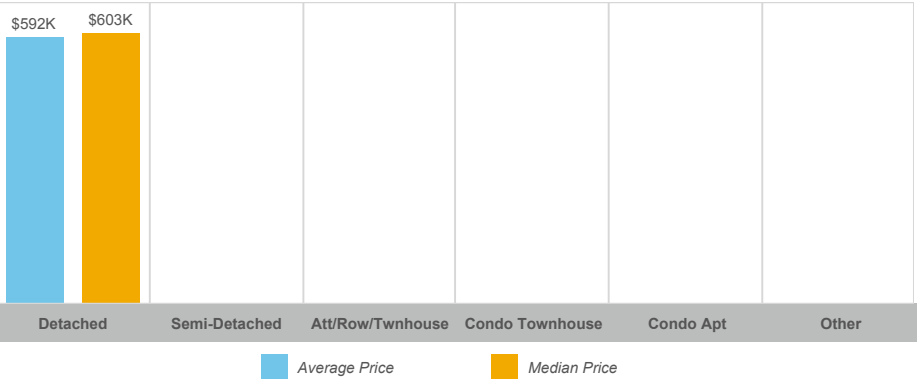 $592K
$603K
Detached
Semi-Detached
Att/Row/Twnhouse
Condo Townhouse
Condo Apt
Other
Average Price
Median Price